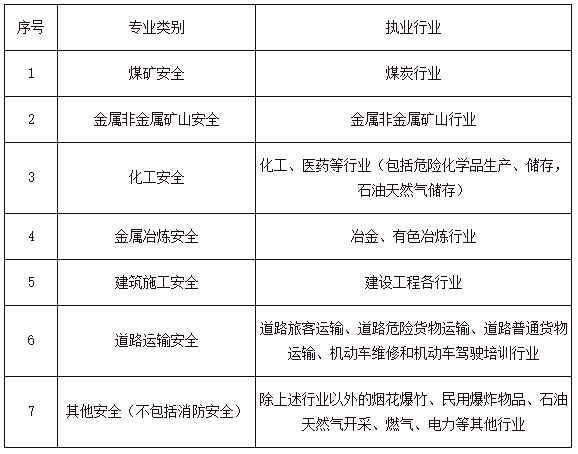 序号 专业类别 执业行业
1 煤矿安全 煤炭行业
2 金属非金属矿山安全 金属非金属矿山行业
3 化工安全 化工、医药等行业（包括危险化学品生产、储存，
石油天然气储存）
4 金属冶炼安全 冶金、有色冶炼行业
5 建筑施工安全 建设工程各行业
6 道路运输安全 道路旅客运输、道路危险货物运输、道路普通货物
运输、机动车维修和机动车驾驶培训行业
7 其他安全（不包括消防安全） 除上述行业以外的烟花爆竹、民用爆炸物品、石油
天然气开采、燃气、电力等其他行业